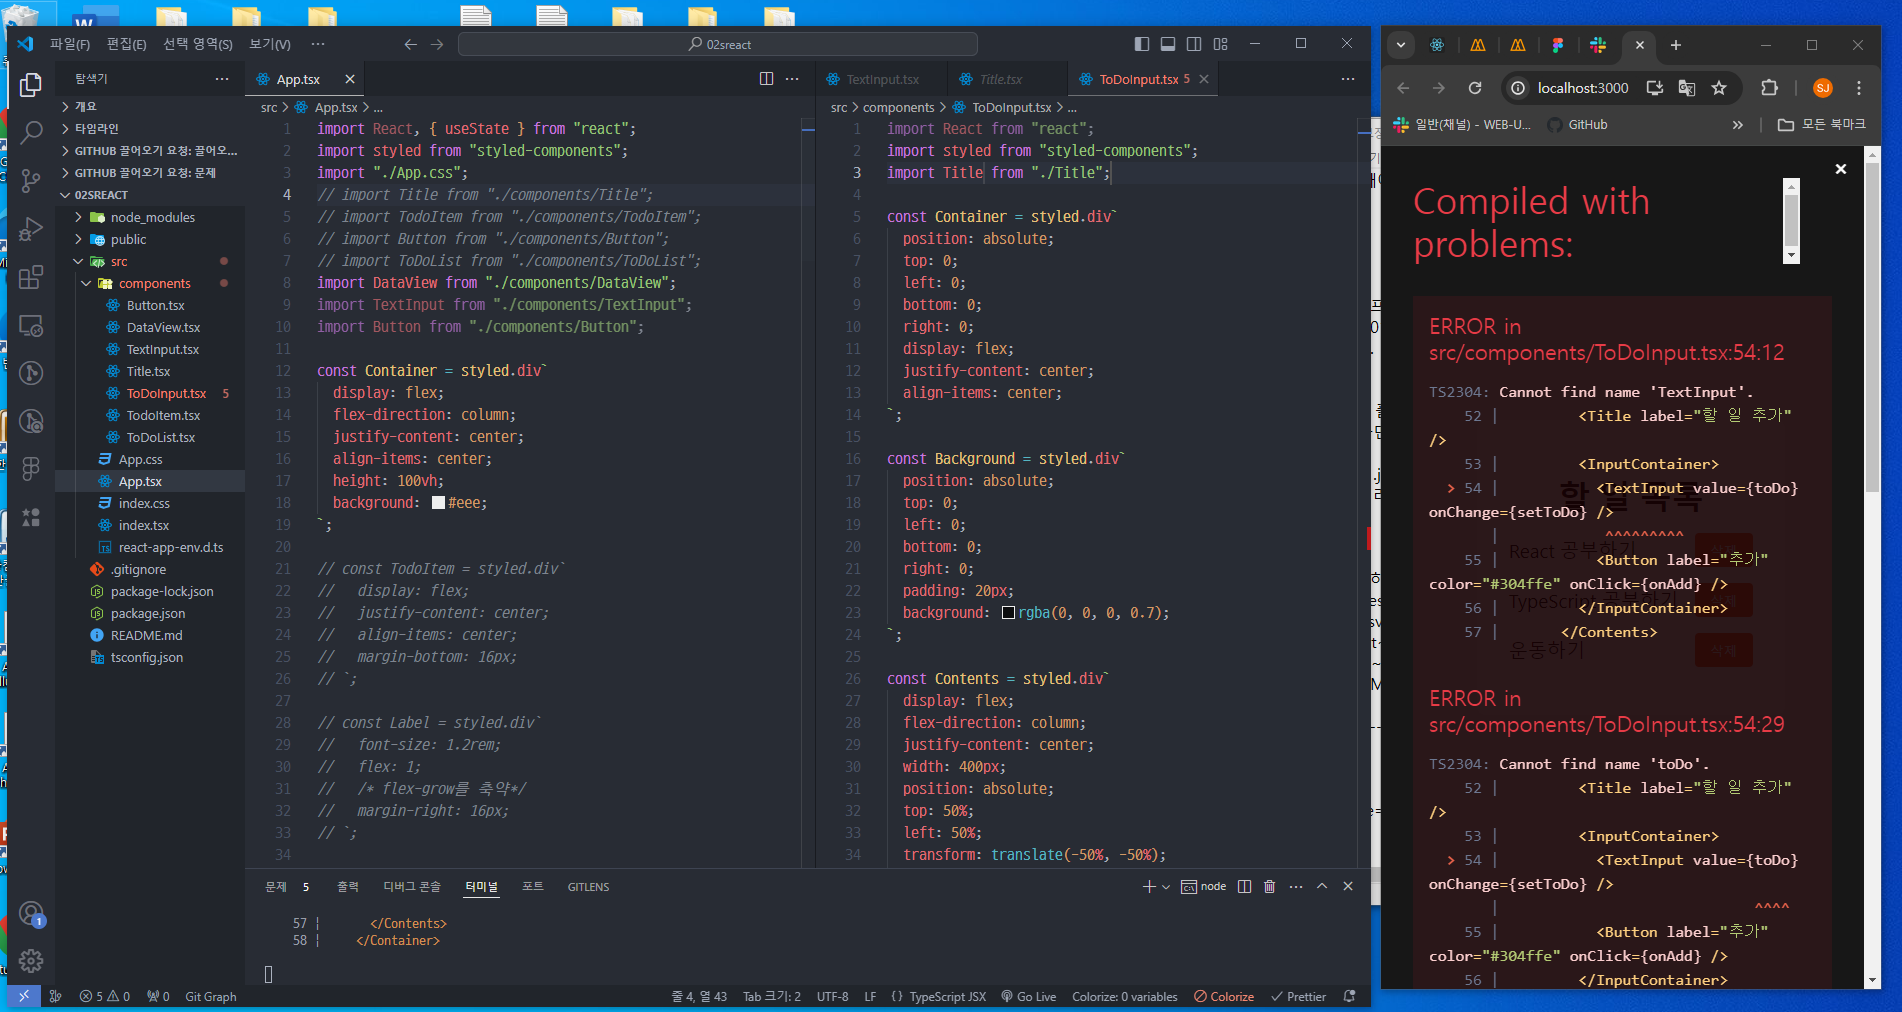 파일(F) 편집(E) 선택 영역(S) 보기(V) ···
02sreact
탐색기
개요
타임라인
GITHUB 끌어오기 요청: 끌어오...
GITHUB 끌어오기 요청: 문제
02SREACT
node_modules
public
src
components
Button.tsx
DataView.tsx
TextInput.tsx
Title.tsx
ToDoInput.tsx 5
TodoItem.tsx
ToDoList.tsx
App.css
App.tsx
index.css
index.tsx
react-app-env.d.ts
.gitignore
package-lock.json
package.json
README.md
tsconfig.json
App.tsx
src > App.tsx > ...
1 import React, { useState } from "react";
2 import styled from "styled-components";
3 import "./App.css";
4 // import Title from "./components/Title";
5 // import TodoItem from "./components/TodoItem";
6 // import Button from "./components/Button";
7 // import ToDoList from "./components/ToDoList";
8 import DataView from "./components/DataView";
9 import TextInput from "./components/TextInput";
10 import Button from "./components/Button";
11
12 const Container = styled.div`
13 display: flex;
14 flex-direction: column;
15 justify-content: center;
16 align-items: center;
17 height: 100vh;
18 background: #eee;
19 `;
20
21 // const TodoItem = styled.div`
22 // display: flex;
23 // justify-content: center;
24 // align-items: center;
25 // margin-bottom: 16px;
26 // `;
27
28 // const Label = styled.div`
29 // font-size: 1.2rem;
30 // flex: 1;
31 // /* flex-grow를 축약*/
32 // margin-right: 16px;
33 // `;
34
TextInput.tsx Title.tsx ToDoInput.tsx 5
src > components > ToDoInput.tsx > ...
1 import React from "react";
2 import styled from "styled-components";
3 import Title from "./Title";
4
5 const Container = styled.div`
6 position: absolute;
7 top: 0;
8 left: 0;
9 bottom: 0;
10 right: 0;
11 display: flex;
12 justify-content: center;
13 align-items: center;
14 `;
15
16 const Background = styled.div`
17 position: absolute;
18 top: 0;
19 left: 0;
20 bottom: 0;
21 right: 0;
22 padding: 20px;
23 background: rgba(0, 0, 0, 0.7);
24 `;
25
26 const Contents = styled.div`
27 display: flex;
28 flex-direction: column;
29 justify-content: center;
30 width: 400px;
31 position: absolute;
32 top: 50%;
33 left: 50%;
34 transform: translate(-50%, -50%);
문제 5 출력 디버그 콘솔 터미널 포트 GITLENS
node
57 | </Contents>
58 | </Container>
5 0 0 Git Graph
줄 4, 열 43 Tab 크기: 2 UTF-8 LF {} TypeScript JSX Go Live Colorize: 0 variables Colorize Prettier
localhost:3000
SJ
일반(채널) - WEB-U... GitHub » 모든 북마크
Compiled with
problems:
ERROR in
src/components/ToDoInput.tsx:54:12
TS2304: Cannot find name 'TextInput'.
52 | <Title label="할 일 추가"
/>
53 | <InputContainer>
> 54 | <TextInput value={toDo}
onChange={setToDo} />
| ^^^^^^^^^
55 | <Button label="추가"
color="#304ffe" onClick={onAdd} />
56 | </InputContainer>
57 | </Contents>
할 일 목록
React 공부하기
TypeScript 공부하기
운동하기
삭제
ERROR in
src/components/ToDoInput.tsx:54:29
TS2304: Cannot find name 'toDo'.
52 | <Title label="할 일 추가"
/>
53 | <InputContainer>
> 54 | <TextInput value={toDo}
onChange={setToDo} />
| ^^^^
55 | <Button label="추가"
color="#304ffe" onClick={onAdd} />
56 | </InputContainer>